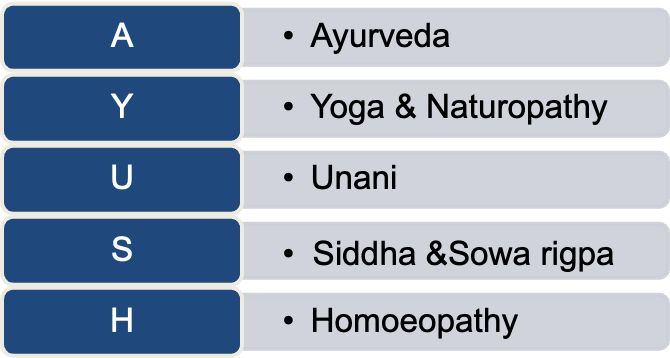 A • Ayurveda
Y • Yoga & Naturopathy
U • Unani
S • Siddha &Sowa rigpa
H • Homoeopathy